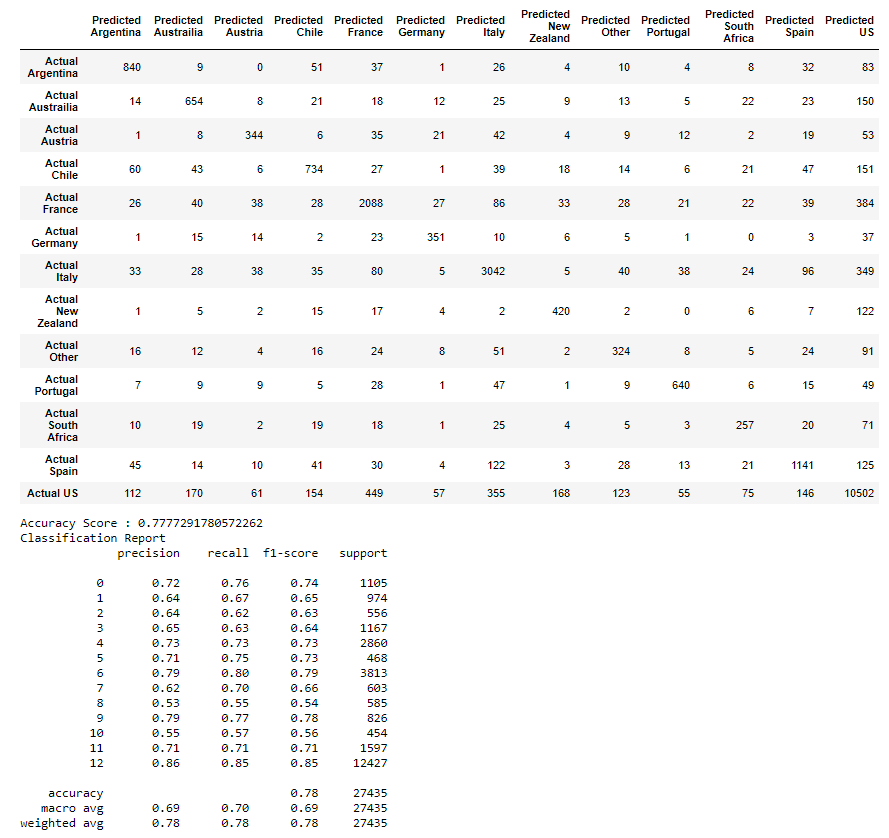 Predicted Argentina Predicted Austrailia Predicted Austria Predicted Chile Predicted France Predicted Germany Predicted Italy Predicted New Zealand Predicted Other Predicted Portugal Predicted South Africa Predicted Spain Predicted US
Actual Argentina 840 9 0 51 37 1 26 4 10 4 8 32 83
Actual Austrailia 14 654 8 21 18 12 25 9 13 5 22 23 150
Actual Austria 1 8 344 6 35 21 42 4 9 12 2 19 53
Actual Chile 60 43 6 734 27 1 39 18 14 6 21 47 151
Actual France 26 40 38 28 2088 27 86 33 28 21 22 39 384
Actual Germany 1 15 14 2 23 351 10 6 5 1 0 3 37
Actual Italy 33 28 38 35 80 5 3042 5 40 38 24 96 349
Actual New Zealand 1 5 2 15 17 4 2 420 2 0 6 7 122
Actual Other 16 12 4 16 24 8 51 2 324 8 5 24 91
Actual Portugal 7 9 9 5 28 1 47 1 9 640 6 15 49
Actual South Africa 10 19 2 19 18 1 25 4 5 3 257 20 71
Actual Spain 45 14 10 41 30 4 122 3 28 13 21 1141 125
Actual US 112 170 61 154 449 57 355 168 123 55 75 146 10502
Accuracy Score : 0.7777291780572262
Classification Report
precision recall f1-score support
0 0.72 0.76 0.74 1105
1 0.64 0.67 0.65 974
2 0.64 0.62 0.63 556
3 0.65 0.63 0.64 1167
4 0.73 0.73 0.73 2860
5 0.71 0.75 0.73 468
6 0.79 0.80 0.79 3813
7 0.62 0.70 0.66 603
8 0.53 0.55 0.54 585
9 0.79 0.77 0.78 826
10 0.55 0.57 0.56 454
11 0.71 0.71 0.71 1597
12 0.86 0.85 0.85 12427
accuracy 0.78 27435
macro avg 0.69 0.70 0.69 27435
weighted avg 0.78 0.78 0.78 27435